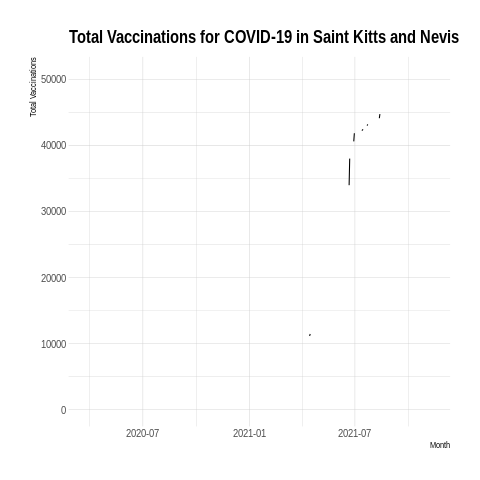 Total Vaccinations for COVID-19 in Saint Kitts and Nevis
Total Vaccinations
50000
40000
30000
20000
10000
0
2020-07 2021-01 2021-07
Month